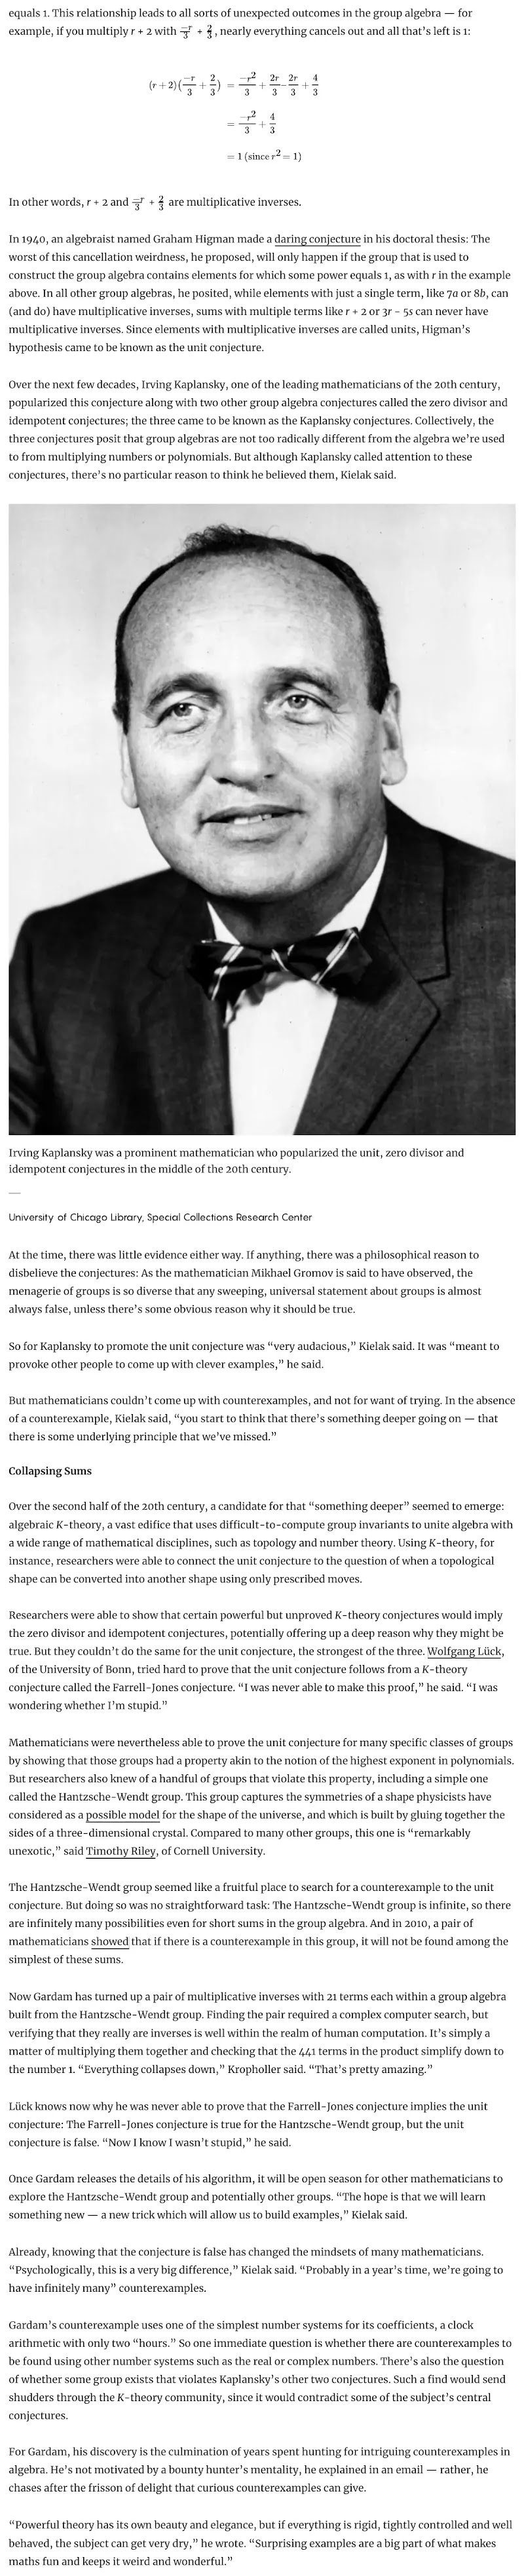 equals 1. This relationship leads to all sorts of unexpected outcomes in the group algebra — for
example, if you multiply r + 2 with −r/3 + 2/3, nearly everything cancels out and all that’s left is 1:
(r + 2)(−r/3 + 2/3) = −r²/3 + 2r/3 − 2r/3 + 4/3
= −r²/3 + 4/3
= 1 (since r² = 1)
In other words, r + 2 and −r/3 + 2/3 are multiplicative inverses.
In 1940, an algebraist named Graham Higman made a daring conjecture in his doctoral thesis: The
worst of this cancellation weirdness, he proposed, will only happen if the group that is used to
construct the group algebra contains elements for which some power equals 1, as with r in the example
above. In all other group algebras, he posited, while elements with just a single term, like 7a or 8b, can
(and do) have multiplicative inverses, sums with multiple terms like r + 2 or 3r − 5s can never have
multiplicative inverses. Since elements with multiplicative inverses are called units, Higman’s
hypothesis came to be known as the unit conjecture.
Over the next few decades, Irving Kaplansky, one of the leading mathematicians of the 20th century,
popularized this conjecture along with two other group algebra conjectures called the zero divisor and
idempotent conjectures; the three came to be known as the Kaplansky conjectures. Collectively, the
three conjectures posit that group algebras are not too radically different from the algebra we’re used
to from multiplying numbers or polynomials. But although Kaplansky called attention to these
conjectures, there’s no particular reason to think he believed them, Kielak said.
Irving Kaplansky was a prominent mathematician who popularized the unit, zero divisor and
idempotent conjectures in the middle of the 20th century.
University of Chicago Library, Special Collections Research Center
At the time, there was little evidence either way. If anything, there was a philosophical reason to
disbelieve the conjectures: As the mathematician Mikhael Gromov is said to have observed, the
menagerie of groups is so diverse that any sweeping, universal statement about groups is almost
always false, unless there’s some obvious reason why it should be true.
So for Kaplansky to promote the unit conjecture was “very audacious,” Kielak said. It was “meant to
provoke other people to come up with clever examples,” he said.
But mathematicians couldn’t come up with counterexamples, and not for want of trying. In the absence
of a counterexample, Kielak said, “you start to think that there’s something deeper going on — that
there is some underlying principle that we’ve missed.”
Collapsing Sums
Over the second half of the 20th century, a candidate for that “something deeper” seemed to emerge:
algebraic K-theory, a vast edifice that uses difficult-to-compute group invariants to unite algebra with
a wide range of mathematical disciplines, such as topology and number theory. Using K-theory, for
instance, researchers were able to connect the unit conjecture to the question of when a topological
shape can be converted into another shape using only prescribed moves.
Researchers were able to show that certain powerful but unproved K-theory conjectures would imply
the zero divisor and idempotent conjectures, potentially offering up a deep reason why they might be
true. But they couldn’t do the same for the unit conjecture, the strongest of the three. Wolfgang Lück,
of the University of Bonn, tried hard to prove that the unit conjecture follows from a K-theory
conjecture called the Farrell-Jones conjecture. “I was never able to make this proof,” he said. “I was
wondering whether I’m stupid.”
Mathematicians were nevertheless able to prove the unit conjecture for many specific classes of groups
by showing that those groups had a property akin to the notion of the highest exponent in polynomials.
But researchers also knew of a handful of groups that violate this property, including a simple one
called the Hantzsche-Wendt group. This group captures the symmetries of a shape physicists have
considered as a possible model for the shape of the universe, and which is built by gluing together the
sides of a three-dimensional crystal. Compared to many other groups, this one is “remarkably
unexotic,” said Timothy Riley, of Cornell University.
The Hantzsche-Wendt group seemed like a fruitful place to search for a counterexample to the unit
conjecture. But doing so was no straightforward task: The Hantzsche-Wendt group is infinite, so there
are infinitely many possibilities even for short sums in the group algebra. And in 2010, a pair of
mathematicians showed that if there is a counterexample in this group, it will not be found among the
simplest of these sums.
Now Gardam has turned up a pair of multiplicative inverses with 21 terms each within a group algebra
built from the Hantzsche-Wendt group. Finding the pair required a complex computer search, but
verifying that they really are inverses is well within the realm of human computation. It’s simply a
matter of multiplying them together and checking that the 441 terms in the product simplify down to
the number 1. “Everything collapses down,” Kropholler said. “That’s pretty amazing.”
Lück knows now why he was never able to prove that the Farrell-Jones conjecture implies the unit
conjecture: The Farrell-Jones conjecture is true for the Hantzsche-Wendt group, but the unit
conjecture is false. “Now I know I wasn’t stupid,” he said.
Once Gardam releases the details of his algorithm, it will be open season for other mathematicians to
explore the Hantzsche-Wendt group and potentially other groups. “The hope is that we will learn
something new — a new trick which will allow us to build examples,” Kielak said.
Already, knowing that the conjecture is false has changed the mindsets of many mathematicians.
“Psychologically, this is a very big difference,” Kielak said. “Probably in a year’s time, we’re going to
have infinitely many” counterexamples.
Gardam’s counterexample uses one of the simplest number systems for its coefficients, a clock
arithmetic with only two “hours.” So one immediate question is whether there are counterexamples to
be found using other number systems such as the real or complex numbers. There’s also the question
of whether some group exists that violates Kaplansky’s other two conjectures. Such a find would send
shudders through the K-theory community, since it would contradict some of the subject’s central
conjectures.
For Gardam, his discovery is the culmination of years spent hunting for intriguing counterexamples in
algebra. He’s not motivated by a bounty hunter’s mentality, he explained in an email — rather, he
chases after the frisson of delight that curious counterexamples can give.
“Powerful theory has its own beauty and elegance, but if everything is rigid, tightly controlled and well
behaved, the subject can get very dry,” he wrote. “Surprising examples are a big part of what makes
maths fun and keeps it weird and wonderful.”